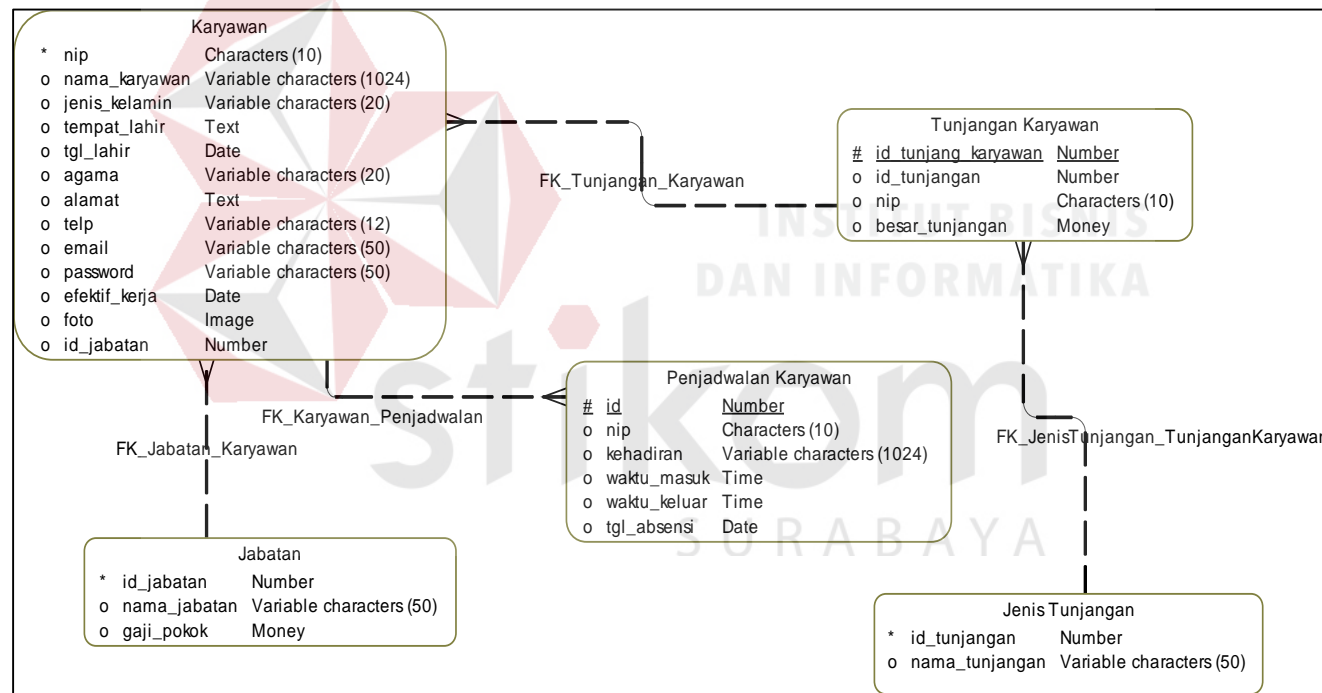 Karyawan
* nip Characters (10)
o nama_karyawan Variable characters (1024)
o jenis_kelamin Variable characters (20)
o tempat_lahir Text
o tgl_lahir Date
o agama Variable characters (20)
o alamat Text
o telp Variable characters (12)
o email Variable characters (50)
o password Variable characters (50)
o efektif_kerja Date
o foto Image
o id_jabatan Number
Tunjangan Karyawan
# id_tunjang_karyawan Number
o id_tunjangan Number
o nip Characters (10)
o besar_tunjangan Money
FK_Tunjangan_Karyawan
INSTITUT BISNIS
DAN INFORMATIKA
stikom
SURABAYA
Penjadwalan Karyawan
# id Number
o nip Characters (10)
o kehadiran Variable characters (1024)
o waktu_masuk Time
o waktu_keluar Time
o tgl_absensi Date
FK_Karyawan_Penjadwalan
FK_Jabatan_Karyawan
FK_JenisTunjangan_TunjanganKaryawan
Jabatan
* id_jabatan Number
o nama_jabatan Variable characters (50)
o gaji_pokok Money
Jenis Tunjangan
* id_tunjangan Number
o nama_tunjangan Variable characters (50)